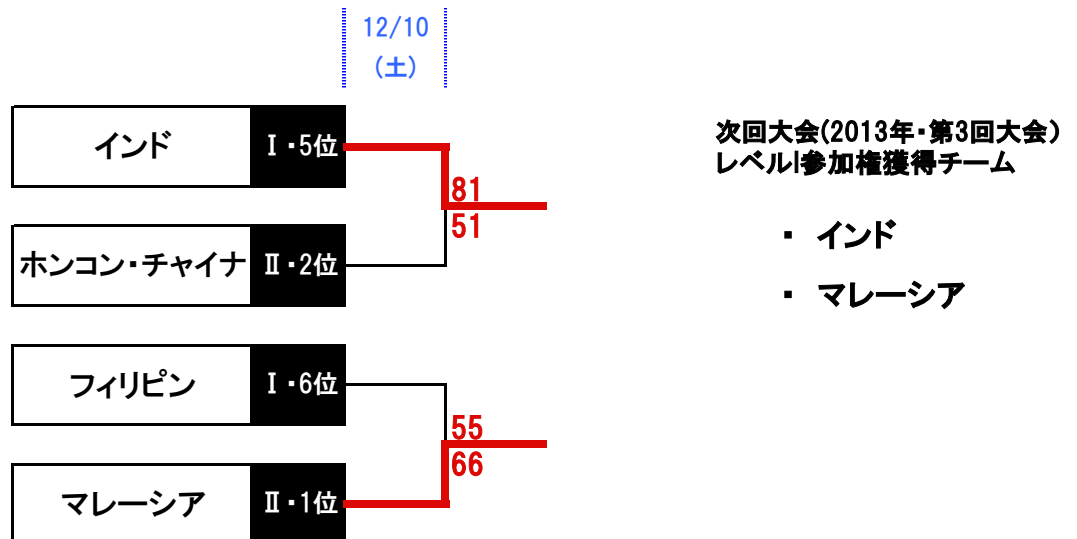 12/10
(土)
インド Ⅰ・5位
81
51
ホンコン・チャイナ Ⅱ・2位
フィリピン Ⅰ・6位
55
66
マレーシア Ⅱ・1位
次回大会(2013年・第3回大会)
レベルⅠ参加権獲得チーム
・ インド
・ マレーシア